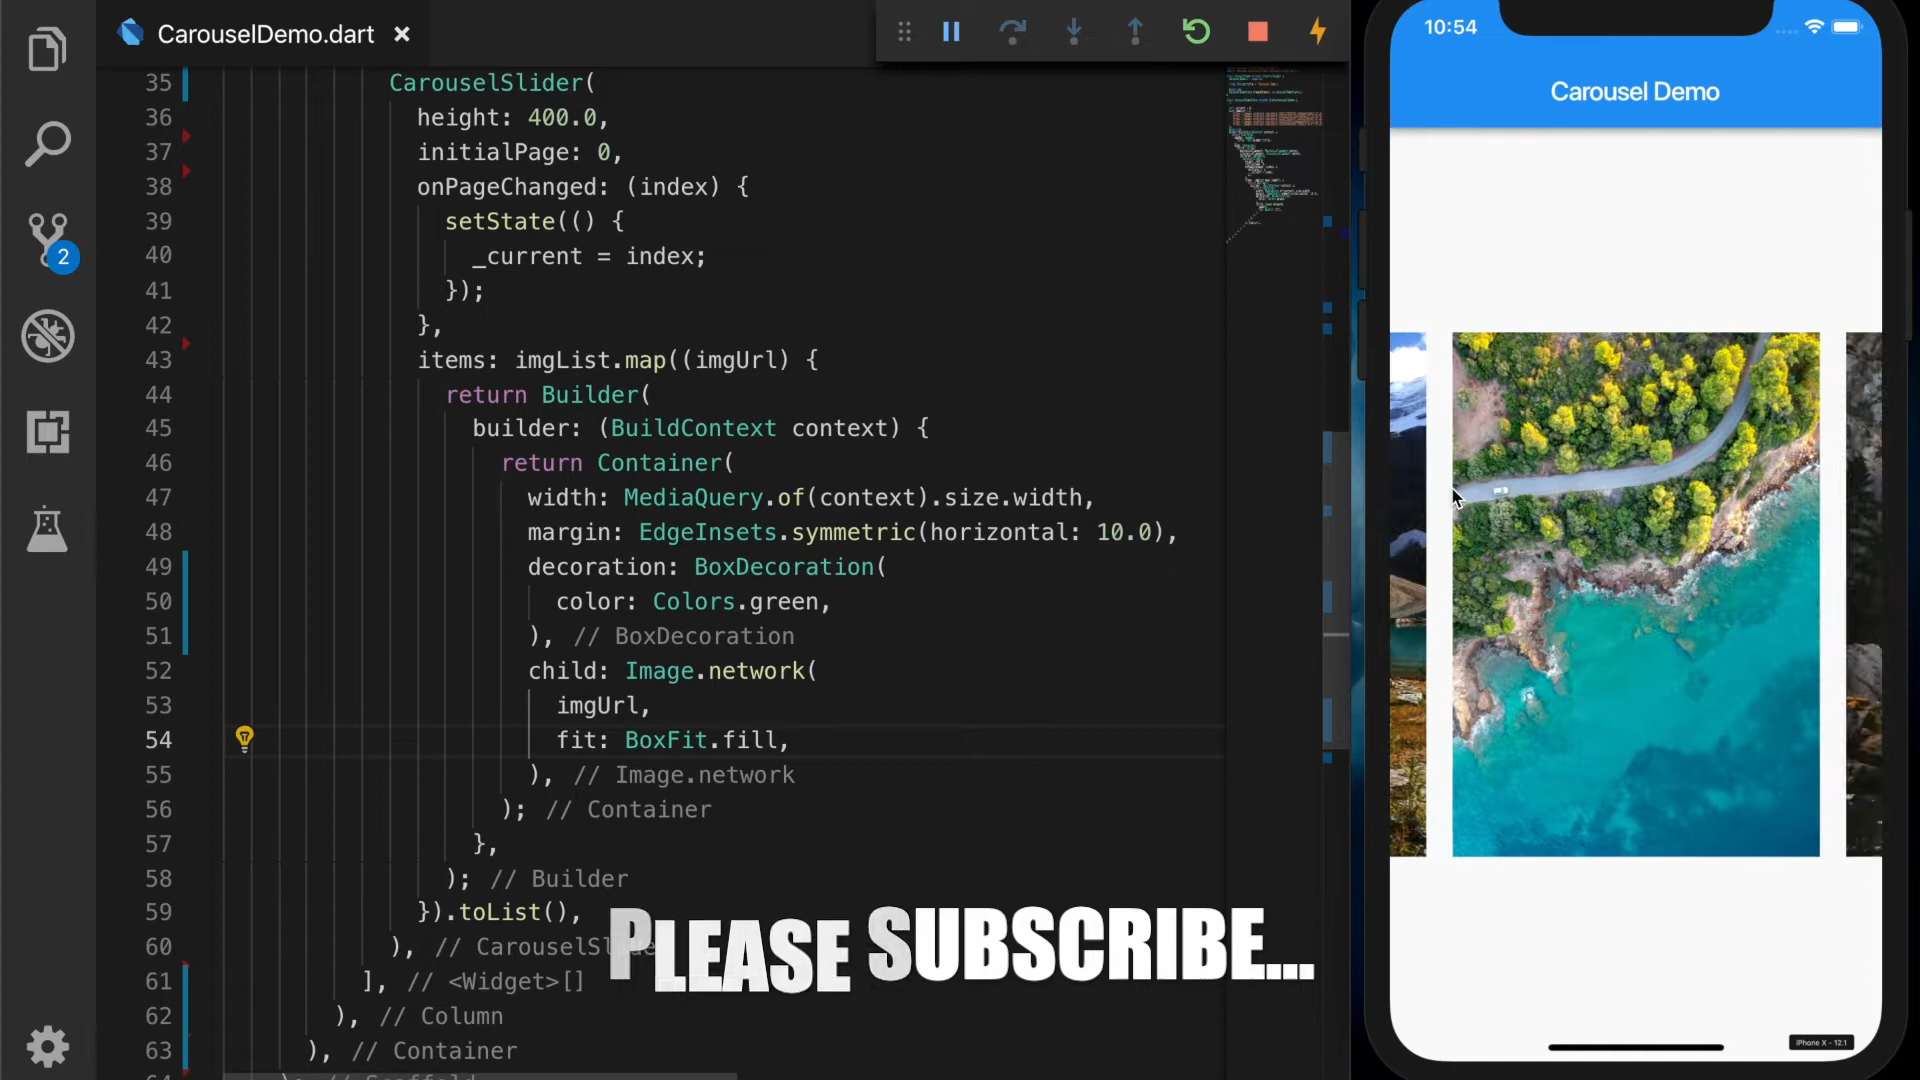 CarouselDemo.dart
35 CarouselSlider(
36 height: 400.0,
37 initialPage: 0,
38 onPageChanged: (index) {
39 setState(() {
40 _current = index;
41 });
42 },
43 items: imgList.map((imgUrl) {
44 return Builder(
45 builder: (BuildContext context) {
46 return Container(
47 width: MediaQuery.of(context).size.width,
48 margin: EdgeInsets.symmetric(horizontal: 10.0),
49 decoration: BoxDecoration(
50 color: Colors.green,
51 ), // BoxDecoration
52 child: Image.network(
53 imgUrl,
54 fit: BoxFit.fill,
55 ), // Image.network
56 ); // Container
57 },
58 ); // Builder
59 }).toList(),
60 ), // CarouselSlide
61 ], // <Widget>[]
62 ), // Column
63 ), // Container
2
PLEASE SUBSCRIBE...
10:54
Carousel Demo
iPhone X - 12.1